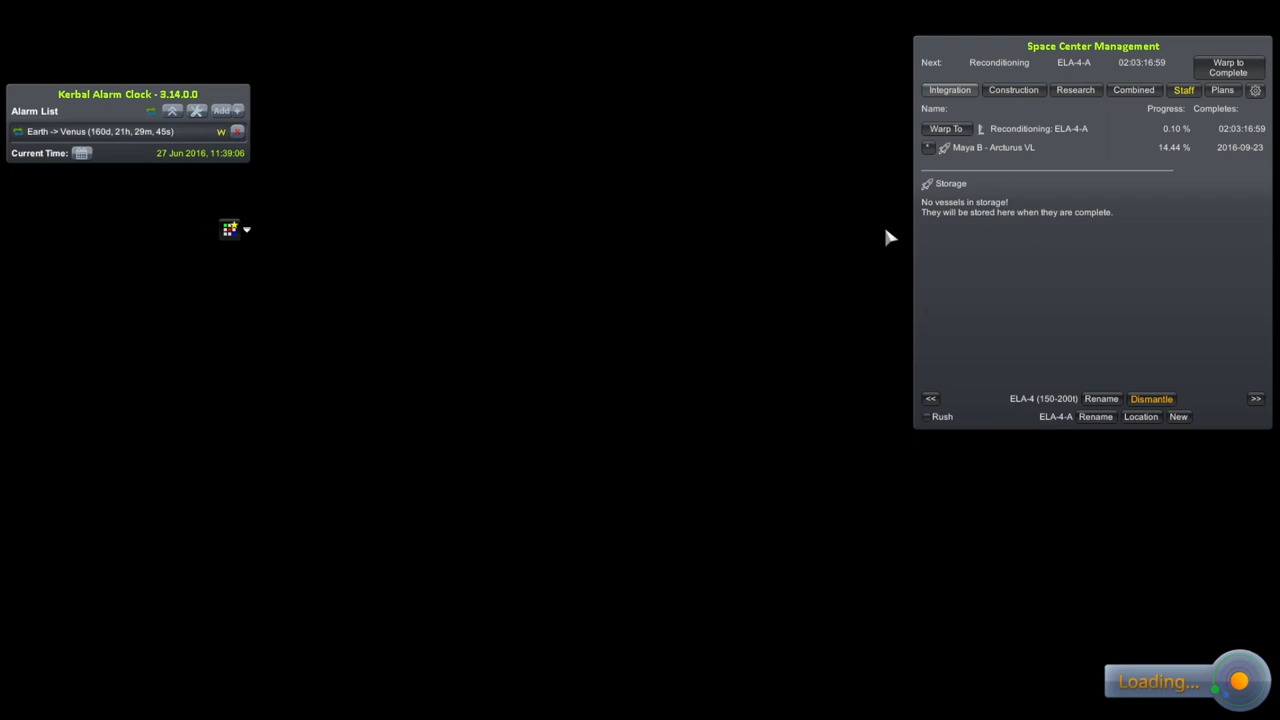 Kerbal Alarm Clock - 3.14.0.0
Alarm List Add +
Earth -> Venus (160d, 21h, 29m, 45s) W
Current Time: 27 Jun 2016, 11:39:06
Space Center Management
Next: Reconditioning ELA-4-A 02:03:16:59 Warp to Complete
Integration Construction Research Combined Staff Plans
Name: Progress: Completes:
Warp To Reconditioning: ELA-4-A 0.10 % 02:03:16:59
* Maya B - Arcturus VL 14.44 % 2016-09-23
Storage
No vessels in storage!
They will be stored here when they are complete.
<< ELA-4 (150-200t) Rename Dismantle >>
Rush ELA-4-A Rename Location New
Loading...